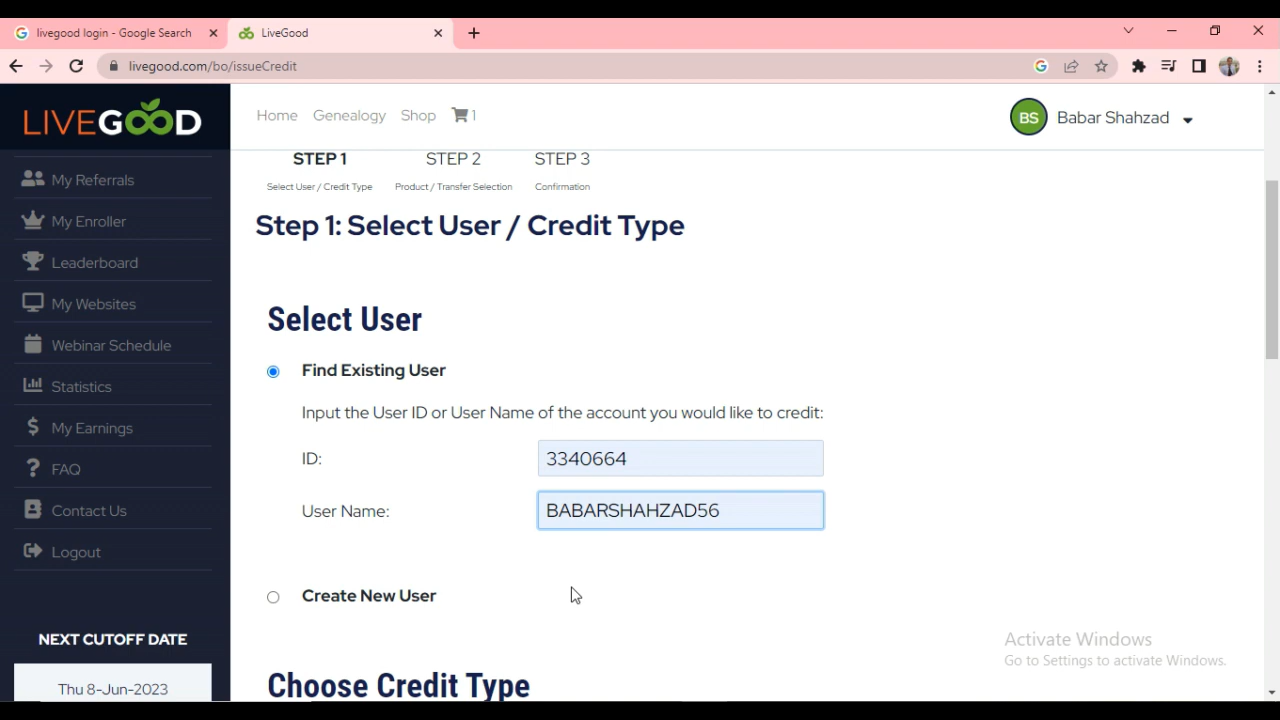 livegood login - Google Search
LiveGood
livegood.com/bo/issueCredit
LIVEGOOD
Home Genealogy Shop 1
BS Babar Shahzad
My Referrals
My Enroller
Leaderboard
My Websites
Webinar Schedule
Statistics
My Earnings
FAQ
Contact Us
Logout
NEXT CUTOFF DATE
Thu 8-Jun-2023
STEP 1 STEP 2 STEP 3
Select User / Credit Type Product / Transfer Selection Confirmation
Step 1: Select User / Credit Type
Select User
Find Existing User
Input the User ID or User Name of the account you would like to credit:
ID: 3340664
User Name: BABARSHAHZAD56
Create New User
Choose Credit Type
Activate Windows
Go to Settings to activate Windows.